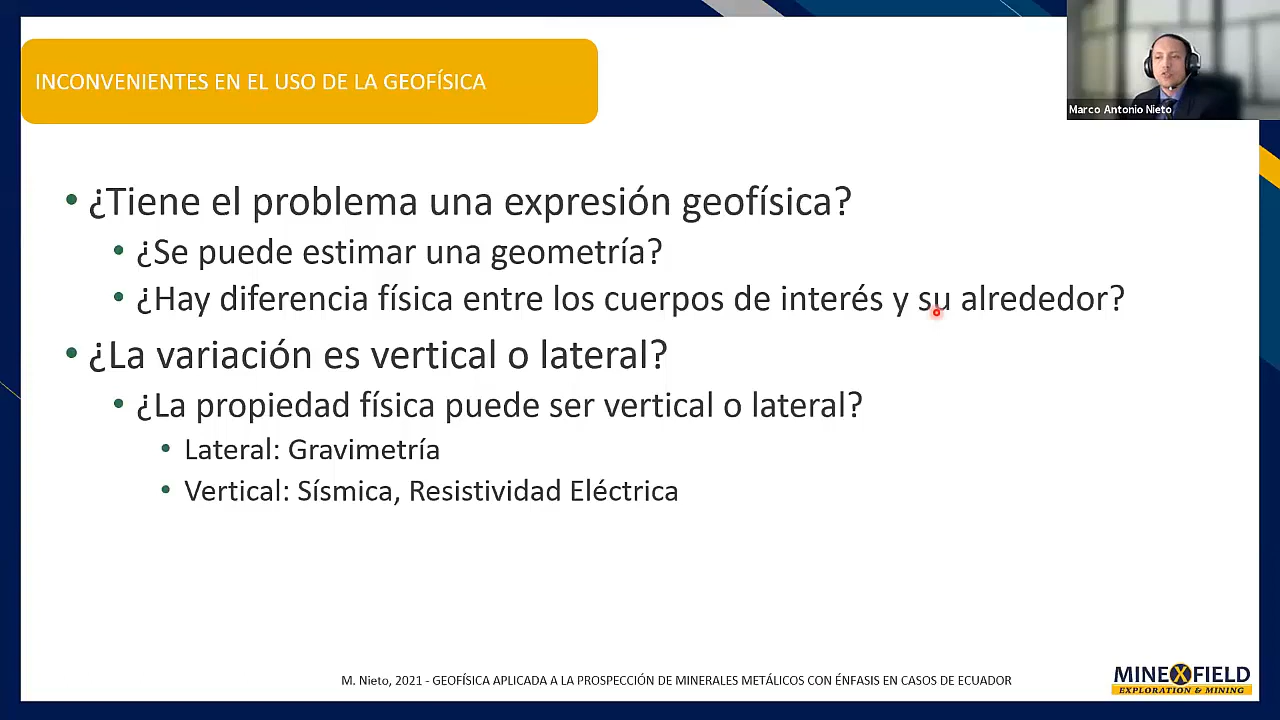 INCONVENIENTES EN EL USO DE LA GEOFÍSICA
Marco Antonio Nieto
• ¿Tiene el problema una expresión geofísica?
• ¿Se puede estimar una geometría?
• ¿Hay diferencia física entre los cuerpos de interés y su alrededor?
• ¿La variación es vertical o lateral?
• ¿La propiedad física puede ser vertical o lateral?
• Lateral: Gravimetría
• Vertical: Sísmica, Resistividad Eléctrica
M. Nieto, 2021 - GEOFÍSICA APLICADA A LA PROSPECCIÓN DE MINERALES METÁLICOS CON ÉNFASIS EN CASOS DE ECUADOR
MINEXFIELD
EXPLORATION & MINING